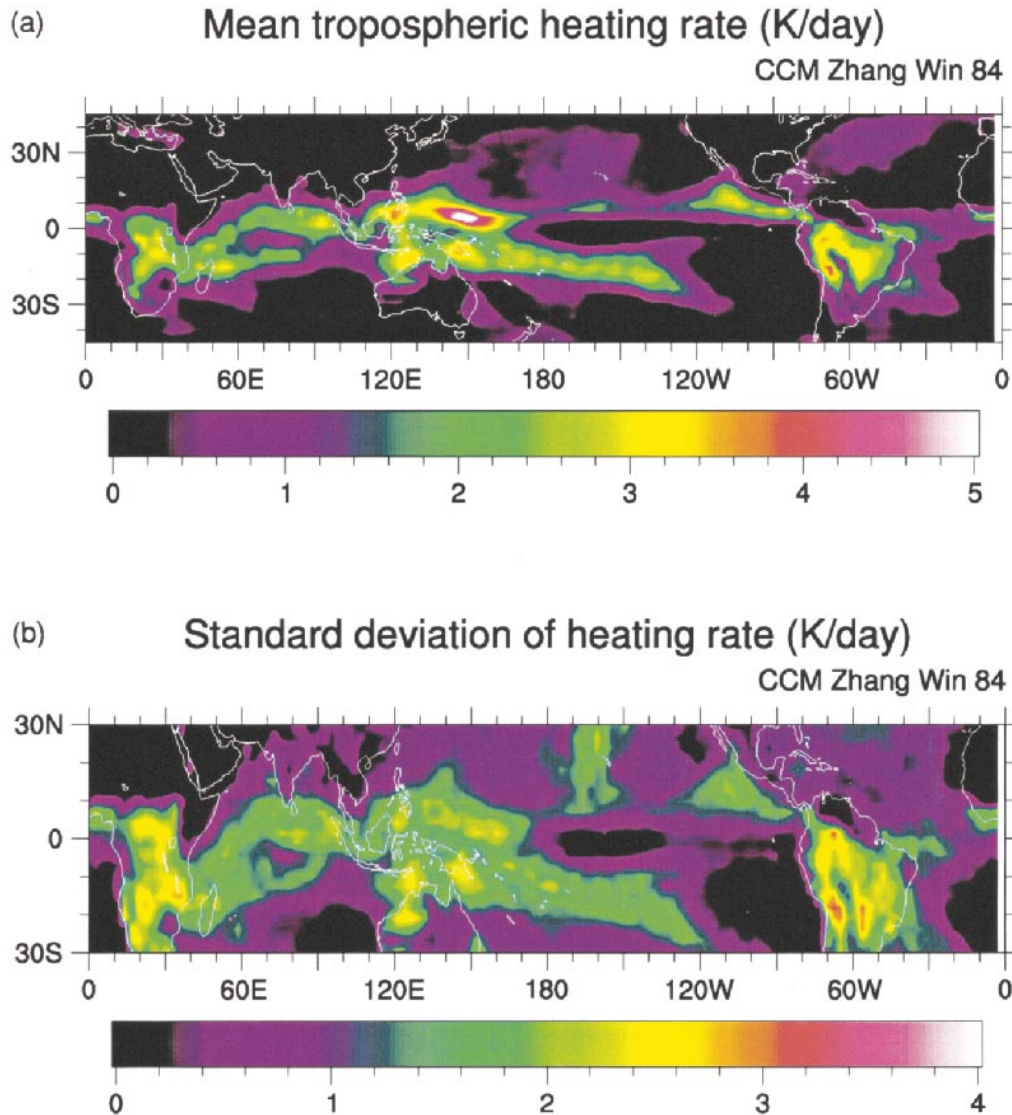 (a) Mean tropospheric heating rate (K/day)
CCM Zhang Win 84
30N
0
30S
0 60E 120E 180 120W 60W 0
0 1 2 3 4 5
(b) Standard deviation of heating rate (K/day)
CCM Zhang Win 84
30N
0
30S
0 60E 120E 180 120W 60W 0
0 1 2 3 4